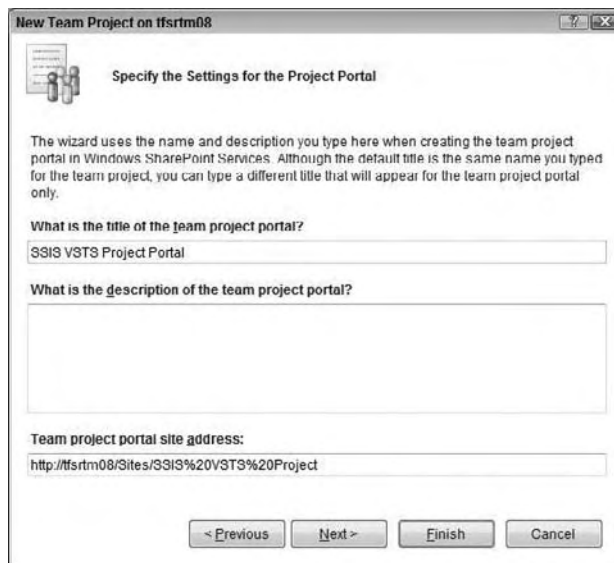 New Team Project on tfsrtm08
Specify the Settings for the Project Portal
The wizard uses the name and description you type here when creating the team project
portal in Windows SharePoint Services. Although the default title is the same name you typed
for the team project, you can type a different title that will appear for the team project portal
only.
What is the title of the team project portal?
SSIS VSTS Project Portal
What is the description of the team project portal?
Team project portal site address:
http://tfsrtm08/Sites/SSIS%20VSTS%20Project
< Previous Next > Finish Cancel